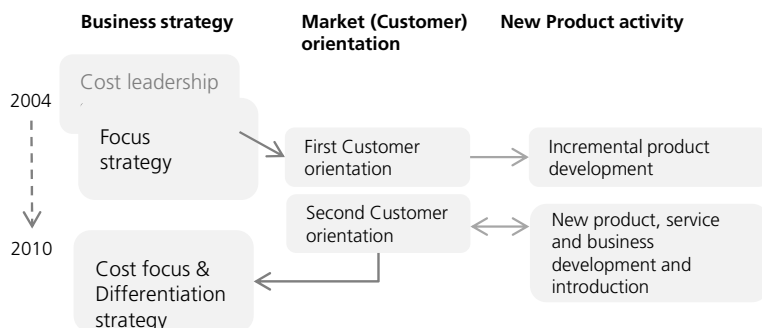 Business strategy
Market (Customer)
orientation
New Product activity
2004
Cost leadership
Focus
strategy
First Customer
orientation
Incremental product
development
Second Customer
orientation
New product, service
and business
development and
introduction
2010
Cost focus &
Differentiation
strategy